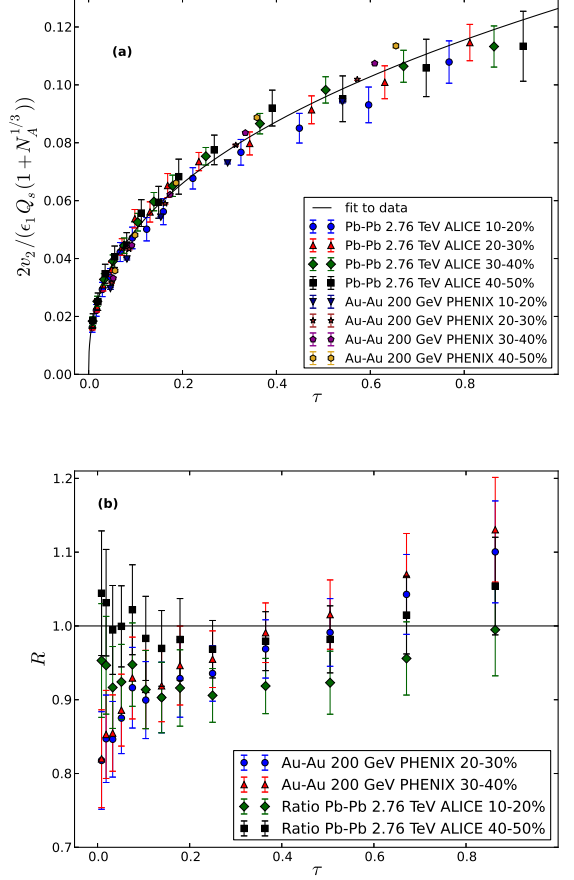 0.12
0.10
0.08
0.06
0.04
0.02
0.00
2v₂/(ϵ₁ Q_s (1 + N_A^{1/3}))
(a)
fit to data
Pb-Pb 2.76 TeV ALICE 10-20%
Pb-Pb 2.76 TeV ALICE 20-30%
Pb-Pb 2.76 TeV ALICE 30-40%
Pb-Pb 2.76 TeV ALICE 40-50%
Au-Au 200 GeV PHENIX 10-20%
Au-Au 200 GeV PHENIX 20-30%
Au-Au 200 GeV PHENIX 30-40%
Au-Au 200 GeV PHENIX 40-50%
0.0 0.2 0.4 0.6 0.8
τ
1.2
1.1
1.0
0.9
0.8
0.7
R
(b)
Au-Au 200 GeV PHENIX 20-30%
Au-Au 200 GeV PHENIX 30-40%
Ratio Pb-Pb 2.76 TeV ALICE 10-20%
Ratio Pb-Pb 2.76 TeV ALICE 40-50%
0.0 0.2 0.4 0.6 0.8
τ